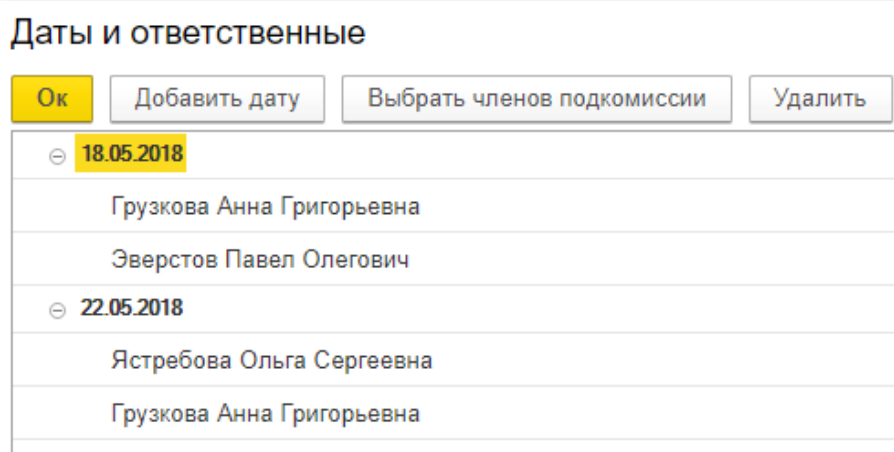 Даты и ответственные
Ок Добавить дату Выбрать членов подкомиссии Удалить
18.05.2018
Грузкова Анна Григорьевна
Эверстов Павел Олегович
22.05.2018
Ястребова Ольга Сергеевна
Грузкова Анна Григорьевна